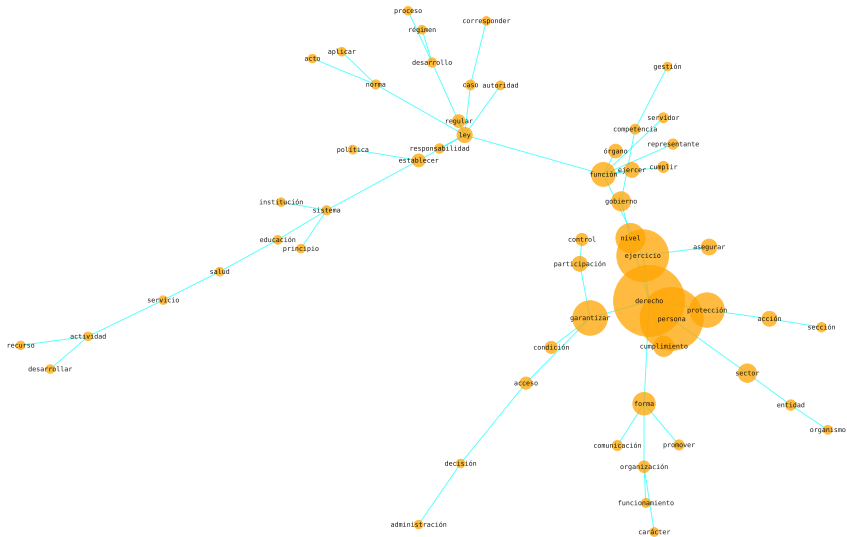 proceso
corresponder
régimen
aplicar
acto
desarrollo
gestión
norma
caso
autoridad
servidor
regular
competencia
ley
representante
responsabilidad
política
órgano
establecer
cumplir
ejercer
función
institución
gobierno
sistema
nivel
control
educación
principio
asegurar
ejercicio
participación
salud
servicio
derecho
protección
garantizar
persona
acción
sección
actividad
recurso
condición
cumplimiento
desarrollar
sector
acceso
forma
entidad
organismo
comunicación
promover
decisión
organización
funcionamiento
administración
carácter